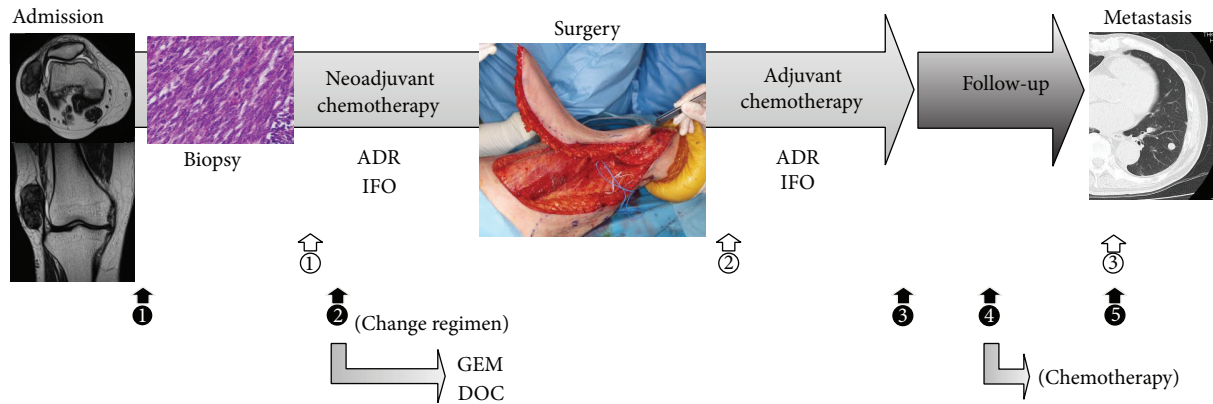 Admission
Surgery
Metastasis
Neoadjuvant
chemotherapy
Adjuvant
chemotherapy
Follow-up
Biopsy
ADR
IFO
ADR
IFO
①
②
③
❶
❷
❸
❹
❺
(Change regimen)
GEM
DOC
(Chemotherapy)